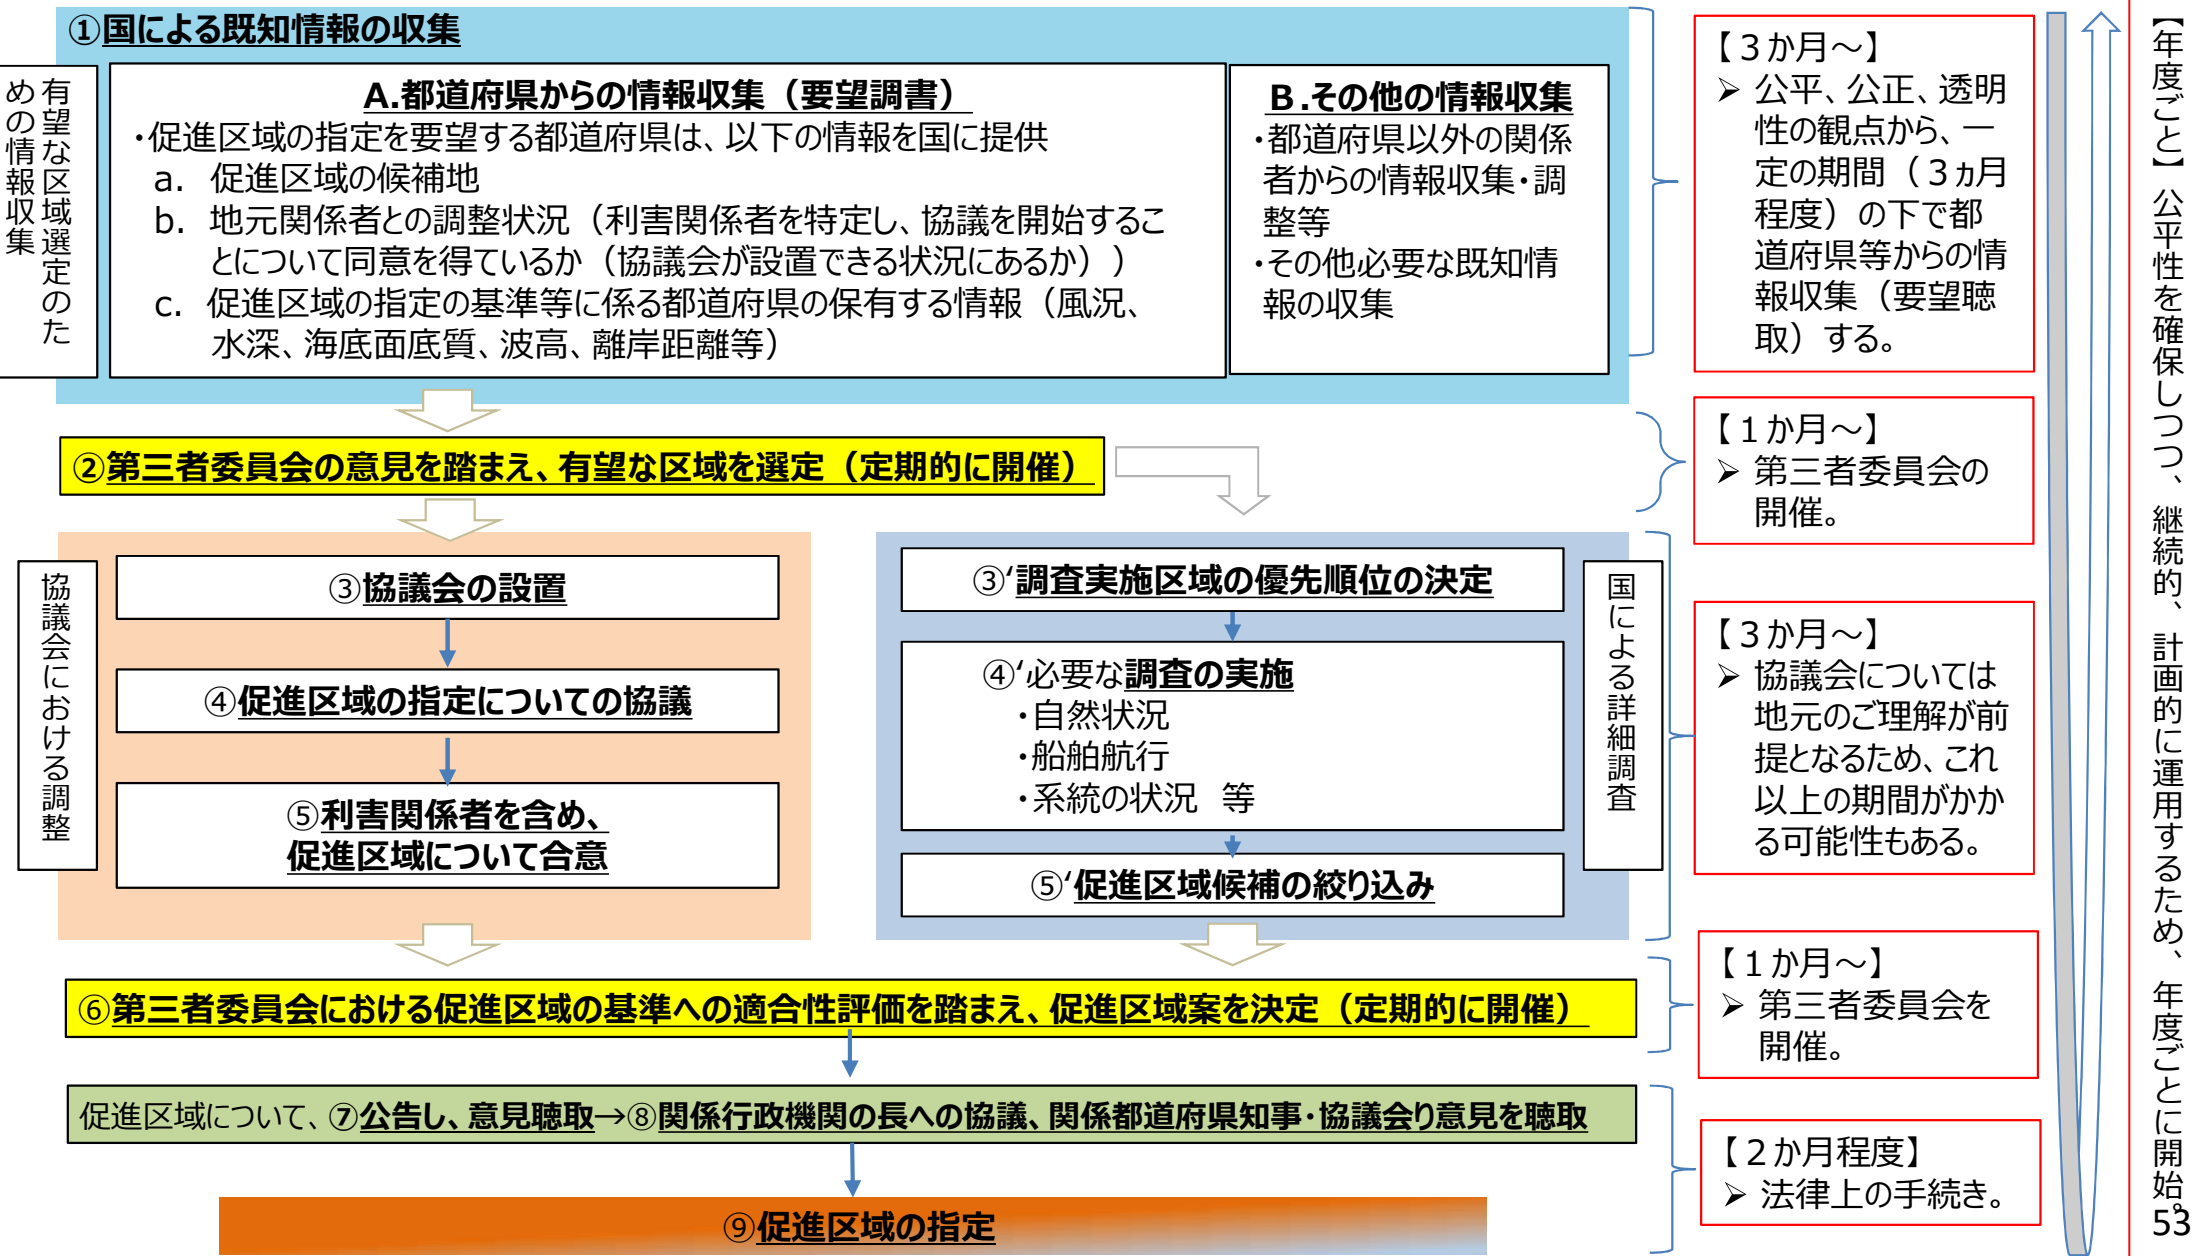 ①国による既知情報の収集
有望な区域選定のた
めの情報収集
A.都道府県からの情報収集（要望調書）
・促進区域の指定を要望する都道府県は、以下の情報を国に提供
a. 促進区域の候補地
b. 地元関係者との調整状況（利害関係者を特定し、協議を開始するこ
とについて同意を得ているか（協議会が設置できる状況にあるか））
c. 促進区域の指定の基準等に係る都道府県の保有する情報（風況、
水深、海底面底質、波高、離岸距離等）
Ｂ.その他の情報収集
・都道府県以外の関係
者からの情報収集・調
整等
・その他必要な既知情
報の収集
【３か月～】
➢ 公平、公正、透明
性の観点から、一
定の期間（３ヵ月
程度）の下で都
道府県等からの情
報収集（要望聴
取）する。
②第三者委員会の意見を踏まえ、有望な区域を選定（定期的に開催）
【１か月～】
➢ 第三者委員会の
開催。
協議会における調整
③協議会の設置
④促進区域の指定についての協議
⑤利害関係者を含め、
促進区域について合意
③‘調査実施区域の優先順位の決定
④‘必要な調査の実施
・自然状況
・船舶航行
・系統の状況 等
⑤‘促進区域候補の絞り込み
国による詳細調査
【３か月～】
➢ 協議会については
地元のご理解が前
提となるため、これ
以上の期間がかか
る可能性もある。
⑥第三者委員会における促進区域の基準への適合性評価を踏まえ、促進区域案を決定（定期的に開催）
【１か月～】
➢ 第三者委員会を
開催。
促進区域について、⑦公告し、意見聴取→⑧関係行政機関の長への協議、関係都道府県知事・協議会り意見を聴取
【２か月程度】
➢ 法律上の手続き。
⑨促進区域の指定
【年度ごと】公平性を確保しつつ、継続的、計画的に運用するため、年度ごとに開始。
53